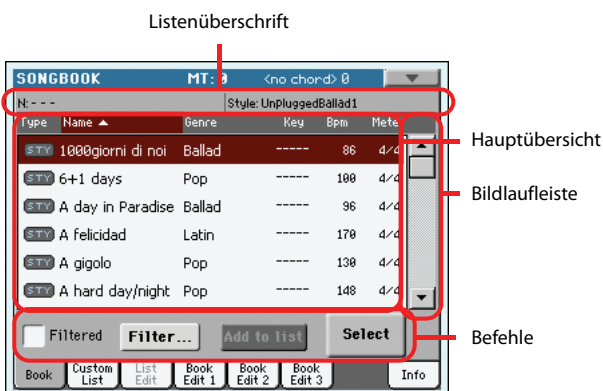 Listenüberschrift
SONGBOOK MT: 0 <no chord> 0
N:--- Style: UnpluggedBallad1
Type Name Genre Key Bpm Meter
STY 1000giorni di noi Ballad ----- 86 4/4
STY 6+1 days Pop ----- 100 4/4
STY A day in Paradise Ballad ----- 96 4/4
STY A felicidad Latin ----- 170 4/4
STY A gigolo Pop ----- 130 4/4
STY A hard day/night Pop ----- 148 4/4
Hauptübersicht
Bildlaufleiste
Filtered Filter... Add to list Select
Befehle
Book Custom List List Edit Book Edit 1 Book Edit 2 Book Edit 3 Info